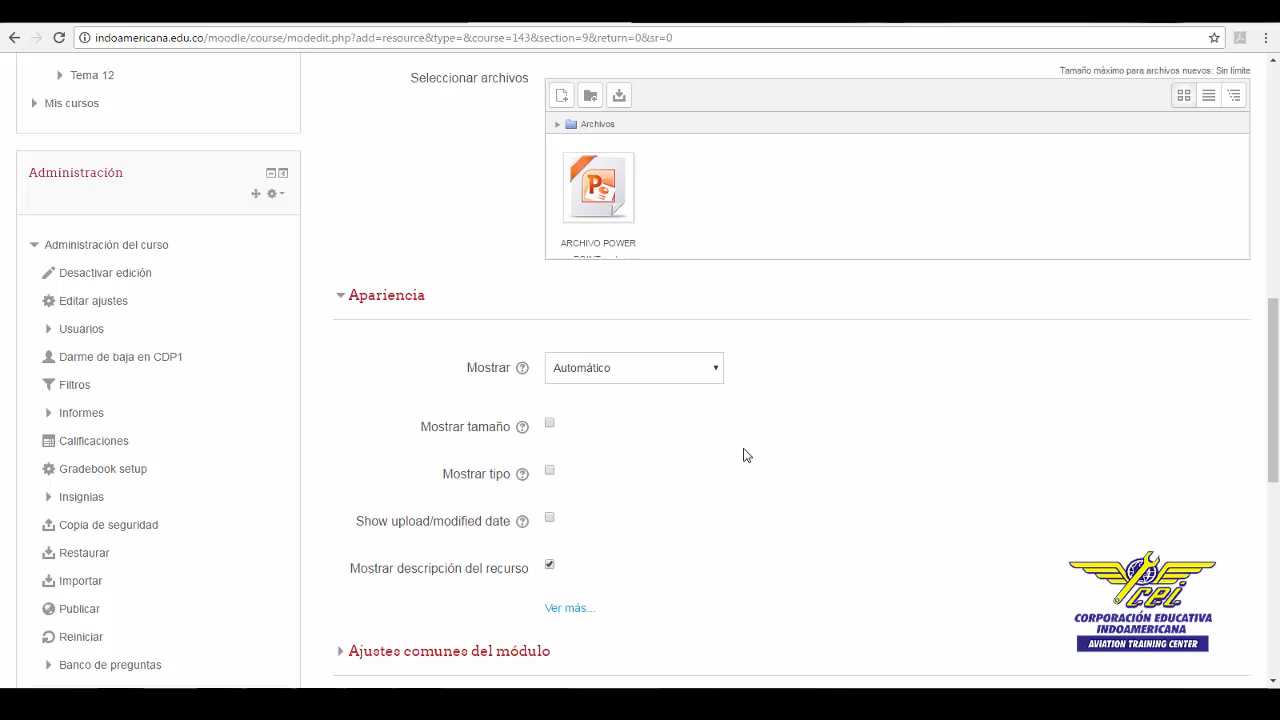 indoamericana.edu.co/moodle/course/modedit.php?add=resource&type=&course=143&section=9&return=0&sr=0
Tema 12
Mis cursos
Administración
Administración del curso
Desactivar edición
Editar ajustes
Usuarios
Darme de baja en CDP1
Filtros
Informes
Calificaciones
Gradebook setup
Insignias
Copia de seguridad
Restaurar
Importar
Publicar
Reiniciar
Banco de preguntas
Tamaño máximo para archivos nuevos: Sin límite
Seleccionar archivos
Archivos
ARCHIVO POWER
Apariencia
Mostrar
Automático
Mostrar tamaño
Mostrar tipo
Show upload/modified date
Mostrar descripción del recurso
Ver más...
Ajustes comunes del módulo
cei
CORPORACIÓN EDUCATIVA
INDOAMERICANA
AVIATION TRAINING CENTER